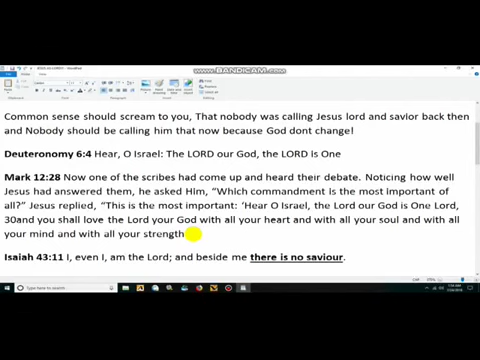 www.BANDICAM.com
Common sense should scream to you, That nobody was calling Jesus lord and savior back then
and Nobody should be calling him that now because God dont change!
Deuteronomy 6:4 Hear, O Israel: The LORD our God, the LORD is One
Mark 12:28 Now one of the scribes had come up and heard their debate. Noticing how well
Jesus had answered them, he asked Him, “Which commandment is the most important of
all?” Jesus replied, “This is the most important: ‘Hear O Israel, the Lord our God is One Lord,
30and you shall love the Lord your God with all your heart and with all your soul and with all
your mind and with all your strength
Isaiah 43:11 I, even I, am the Lord; and beside me there is no saviour.
Type here to search